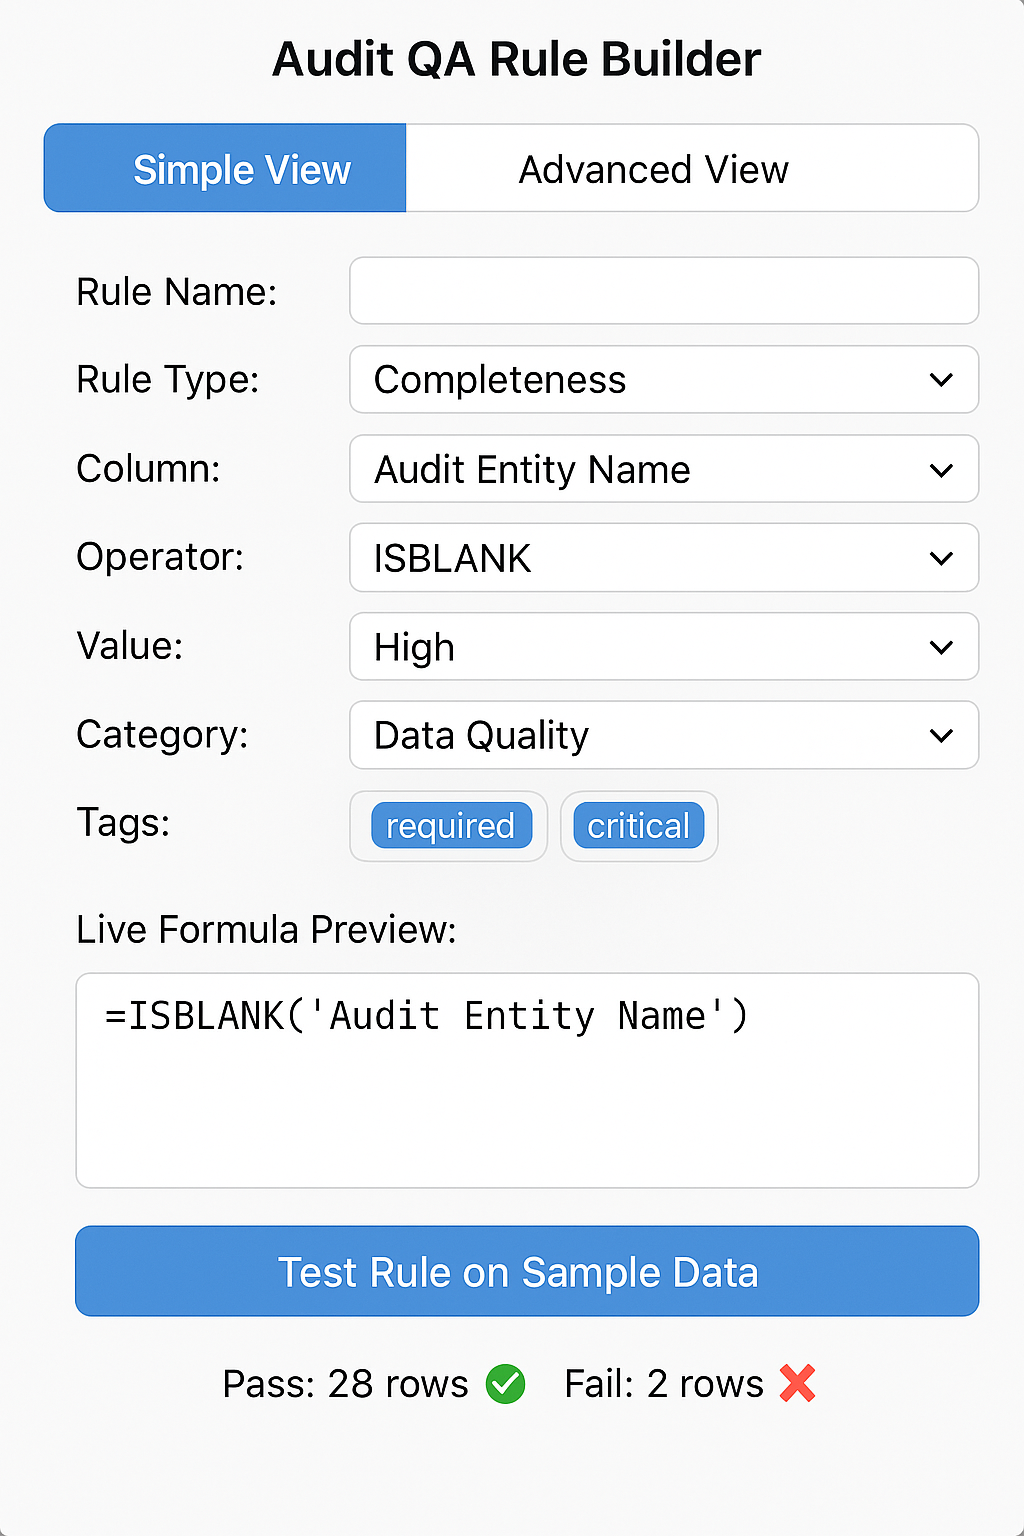 Audit QA Rule Builder
Simple View Advanced View
Rule Name:
Rule Type: Completeness
Column: Audit Entity Name
Operator: ISBLANK
Value: High
Category: Data Quality
Tags: required critical
Live Formula Preview:
=ISBLANK('Audit Entity Name')
Test Rule on Sample Data
Pass: 28 rows ✅ Fail: 2 rows ❌